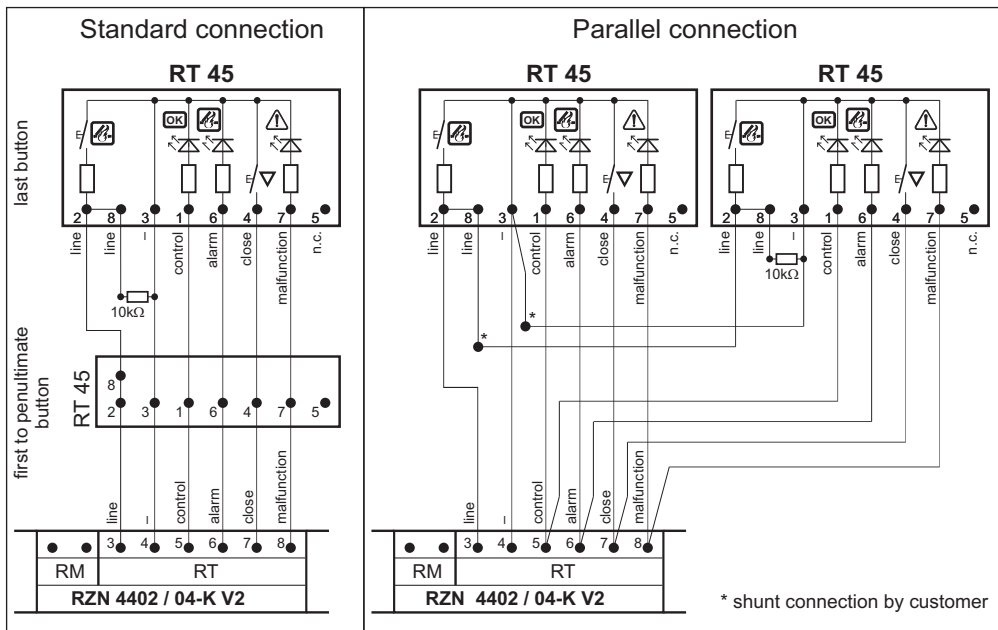 Standard connection
Parallel connection
RT 45
RT 45
RT 45
last button
OK
OK
OK
2 8 3 1 6 4 7 5
2 8 3 1 6 4 7 5
2 8 3 1 6 4 7 5
line line – control alarm close malfunction n.c.
line line – control alarm close malfunction n.c.
line line – control alarm close malfunction n.c.
10kΩ
10kΩ
*
*
first to penultimate
button
RT 45
8
2 3 1 6 4 7 5
line – control alarm close malfunction
line – control alarm close malfunction
3 4 5 6 7 8
3 4 5 6 7 8
RM RT
RM RT
RZN 4402 / 04-K V2
RZN 4402 / 04-K V2
* shunt connection by customer